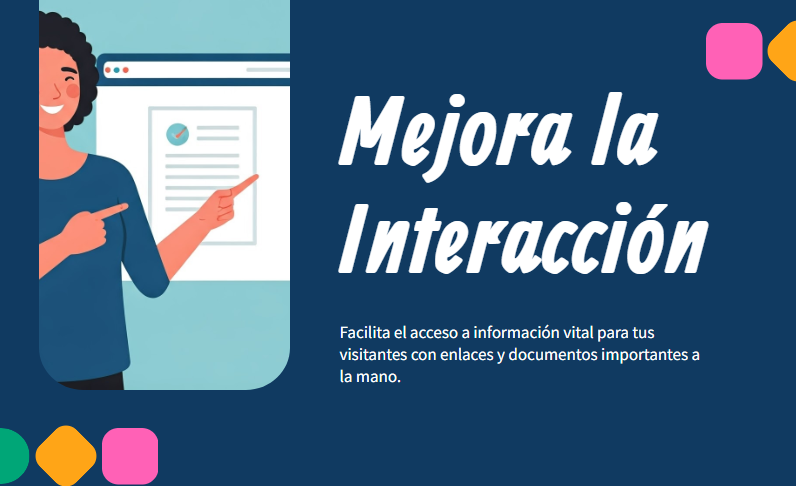 Mejora la
Interacción
Facilita el acceso a información vital para tus
visitantes con enlaces y documentos importantes a
la mano.